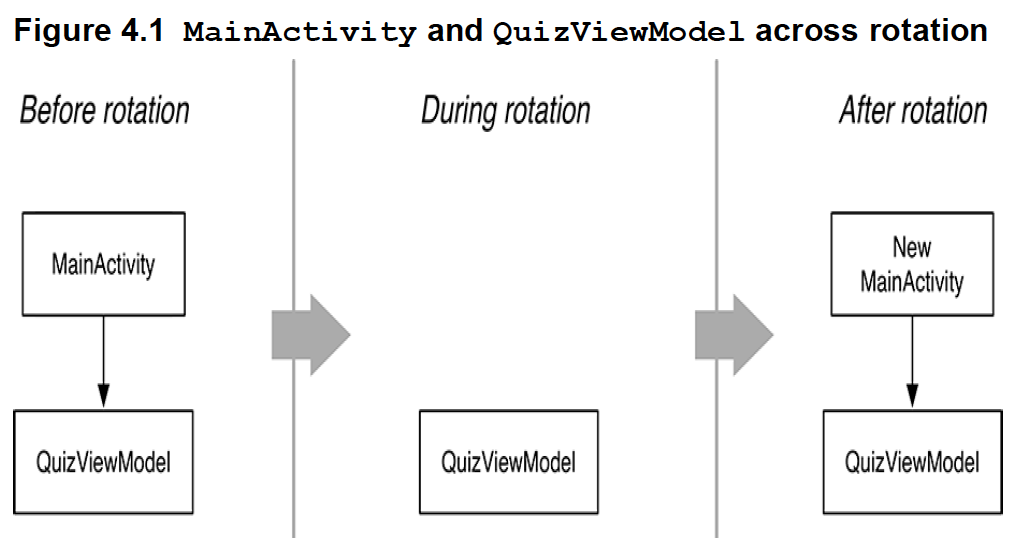 Figure 4.1 MainActivity and QuizViewModel across rotation
Before rotation
During rotation
After rotation
MainActivity
New
MainActivity
QuizViewModel
QuizViewModel
QuizViewModel